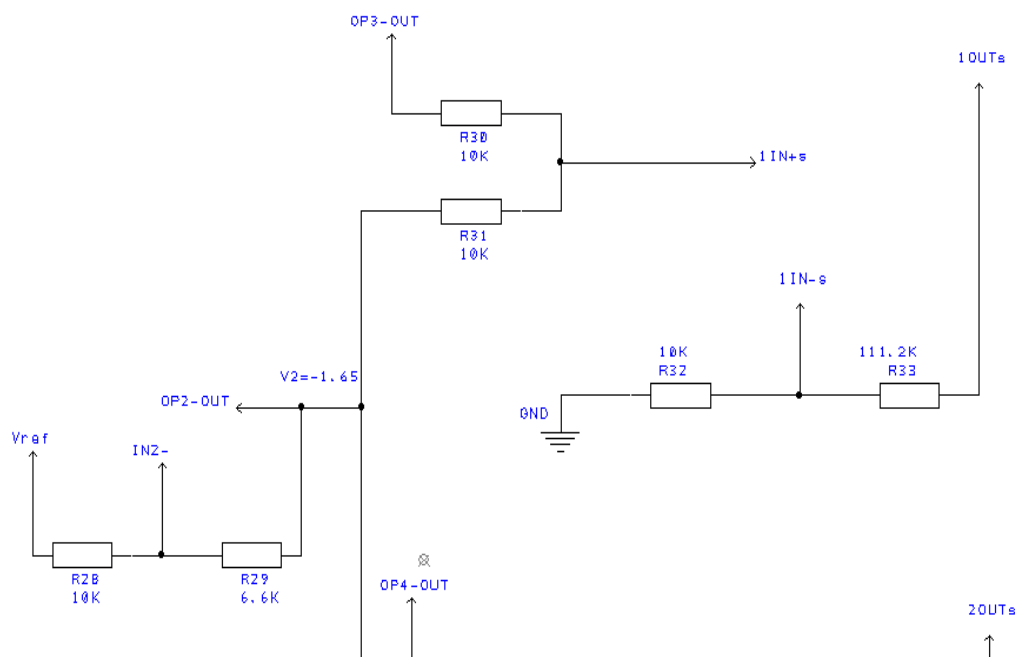 OP3-OUT
1OUTs
R30
10K
1IN+s
R31
10K
1IN-s
10K
R32
111.2K
R33
V2=-1.65
OP2-OUT
GND
Vref
IN2-
R28
10K
R29
6.6K
OP4-OUT
2OUTs